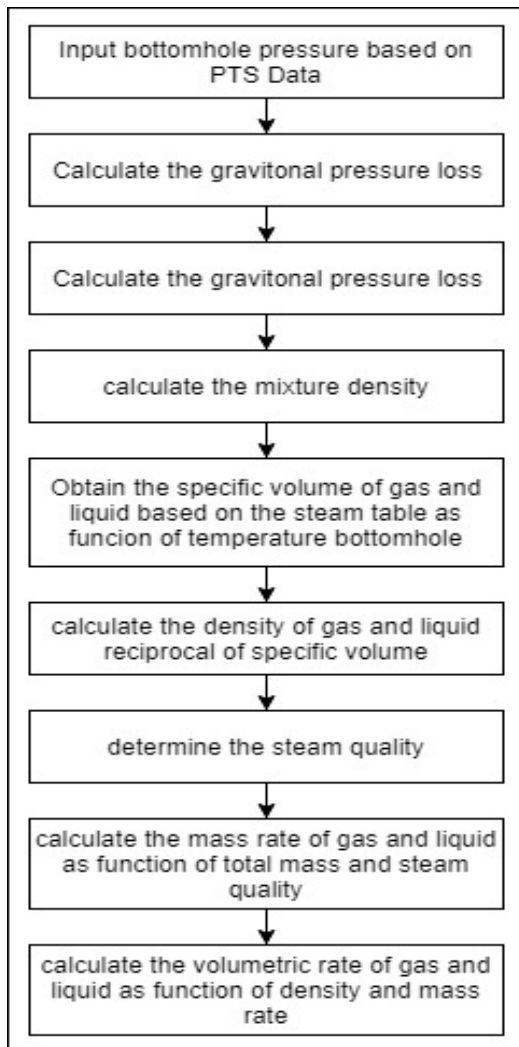 Input bottomhole pressure based on
PTS Data
Calculate the gravitonal pressure loss
Calculate the gravitonal pressure loss
calculate the mixture density
Obtain the specific volume of gas and
liquid based on the steam table as
funcion of temperature bottomhole
calculate the density of gas and liquid
reciprocal of specific volume
determine the steam quality
calculate the mass rate of gas and liquid
as function of total mass and steam
quality
calculate the volumetric rate of gas and
liquid as function of density and mass
rate